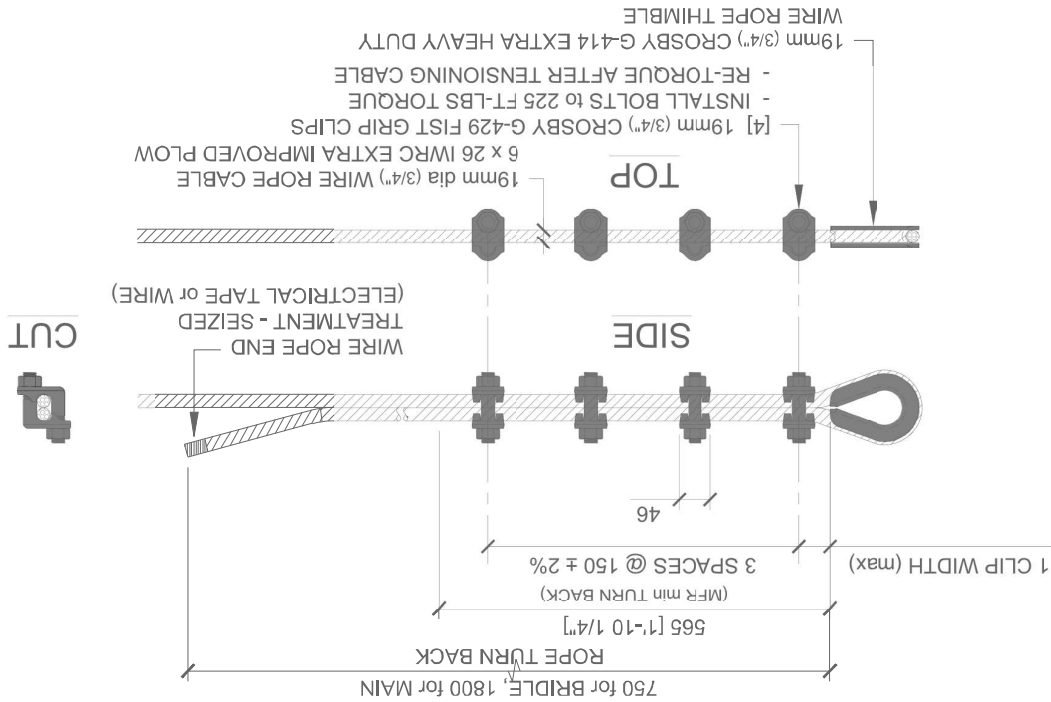 750 for BRIDLE, 1800 for MAIN
ROPE TURN BACK
565 [1'-10 1/4"]
(MFR min TURN BACK)
1 CLIP WIDTH (max)
3 SPACES @ 150 ± 2%
46
SIDE
WIRE ROPE END
TREATMENT - SEIZED
(ELECTRICAL TAPE or WIRE)
CUT
TOP
19mm dia (3/4") WIRE ROPE CABLE
6 x 26 IWRC EXTRA IMPROVED PLOW
[4] 19mm (3/4") CROSBY G-429 FIST GRIP CLIPS
- INSTALL BOLTS to 225 FT-LBS TORQUE
- RE-TORQUE AFTER TENSIONING CABLE
19mm (3/4") CROSBY G-414 EXTRA HEAVY DUTY
WIRE ROPE THIMBLE